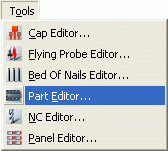 Tools
Cap Editor...
Flying Probe Editor...
Bed Of Nails Editor...
Part Editor...
NC Editor...
Panel Editor...